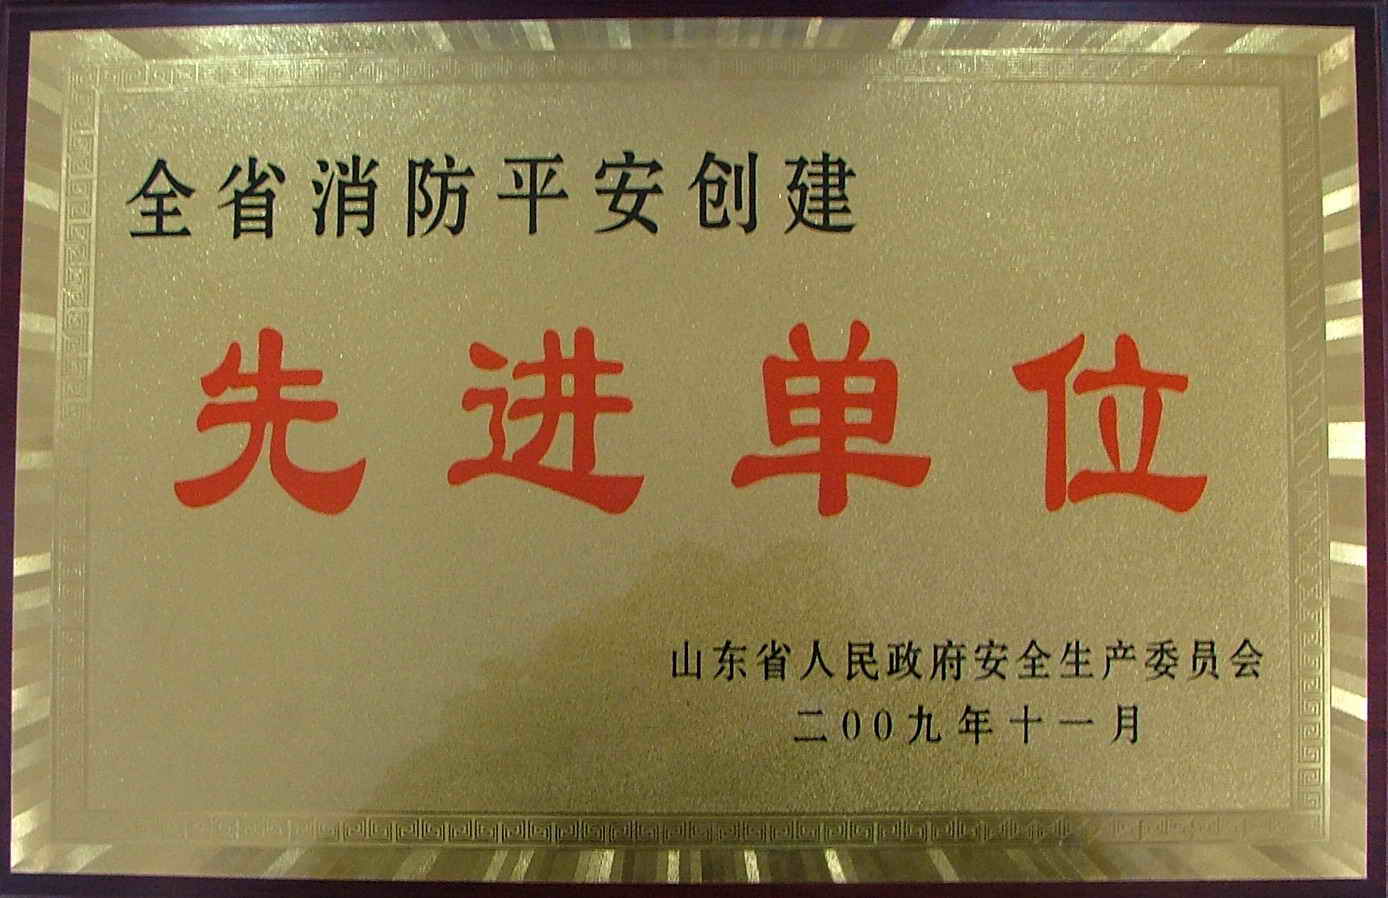 全省消防平安创建
先进单位
山东省人民政府安全生产委员会
二00九年十一月